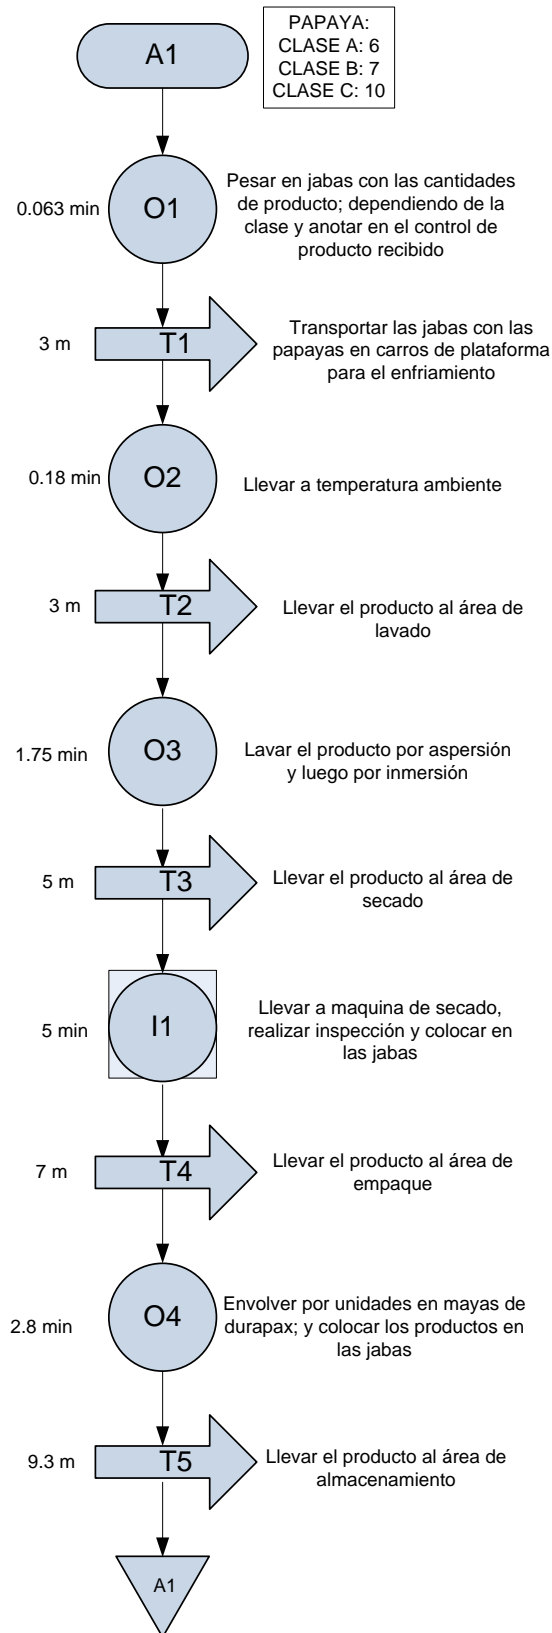 A1
PAPAYA:
CLASE A: 6
CLASE B: 7
CLASE C: 10
0.063 min
O1
Pesar en jabas con las cantidades
de producto; dependiendo de la
clase y anotar en el control de
producto recibido
3 m
T1
Transportar las jabas con las
papayas en carros de plataforma
para el enfriamiento
0.18 min
O2
Llevar a temperatura ambiente
3 m
T2
Llevar el producto al área de
lavado
1.75 min
O3
Lavar el producto por aspersión
y luego por inmersión
5 m
T3
Llevar el producto al área de
secado
5 min
I1
Llevar a maquina de secado,
realizar inspección y colocar en
las jabas
7 m
T4
Llevar el producto al área de
empaque
2.8 min
O4
Envolver por unidades en mayas de
durapax; y colocar los productos en
las jabas
9.3 m
T5
Llevar el producto al área de
almacenamiento
A1